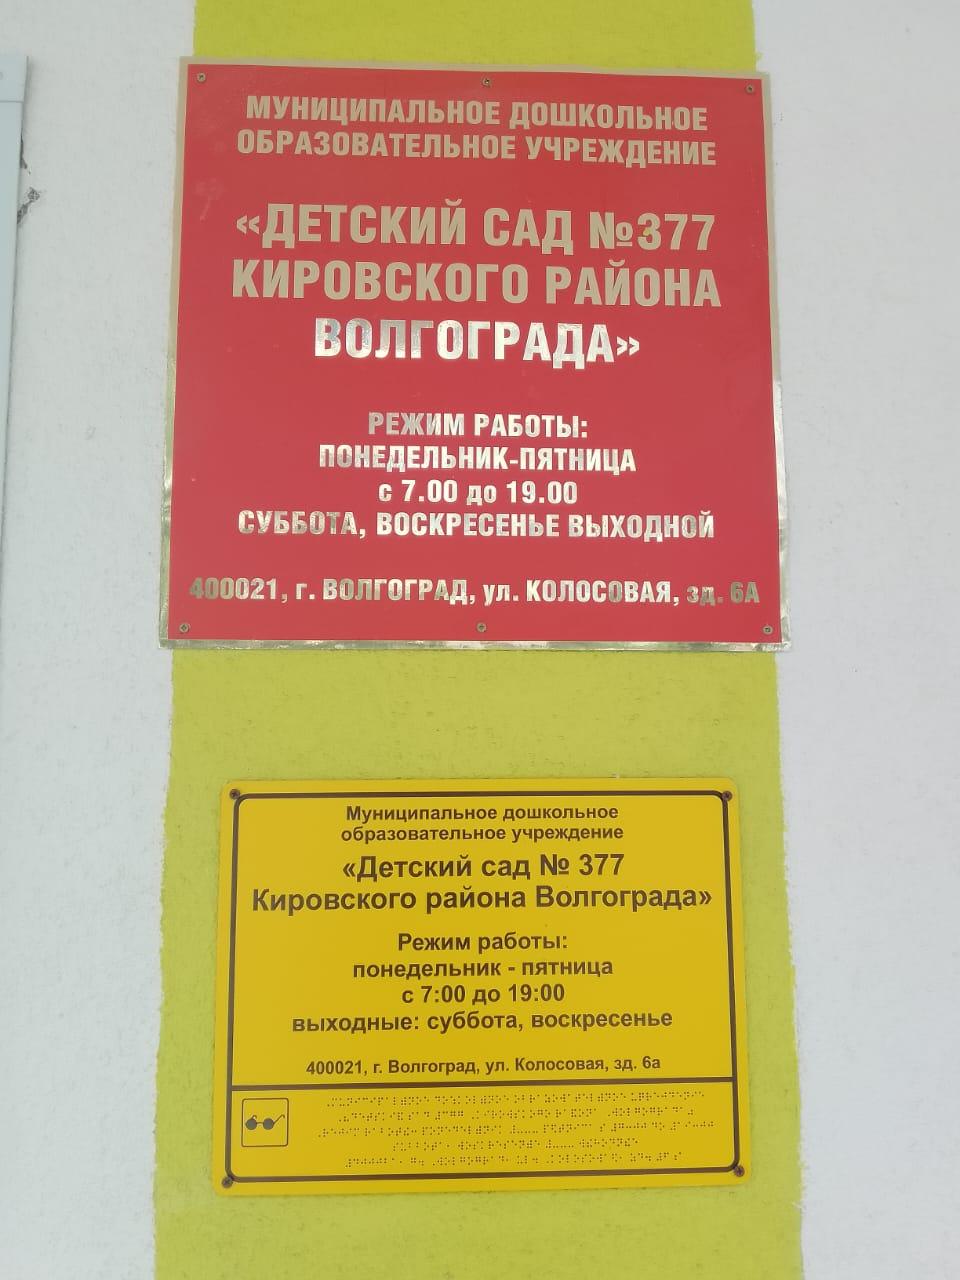 МУНИЦИПАЛЬНОЕ ДОШКОЛЬНОЕ
ОБРАЗОВАТЕЛЬНОЕ УЧРЕЖДЕНИЕ
«ДЕТСКИЙ САД №377
КИРОВСКОГО РАЙОНА
ВОЛГОГРАДА»
РЕЖИМ РАБОТЫ:
ПОНЕДЕЛЬНИК-ПЯТНИЦА
с 7.00 до 19.00
СУББОТА, ВОСКРЕСЕНЬЕ ВЫХОДНОЙ
400021, г. ВОЛГОГРАД, ул. КОЛОСОВАЯ, зд. 6А
Муниципальное дошкольное
образовательное учреждение
«Детский сад № 377
Кировского района Волгограда»
Режим работы:
понедельник - пятница
с 7:00 до 19:00
выходные: суббота, воскресенье
400021, г. Волгоград, ул. Колосовая, зд. 6а